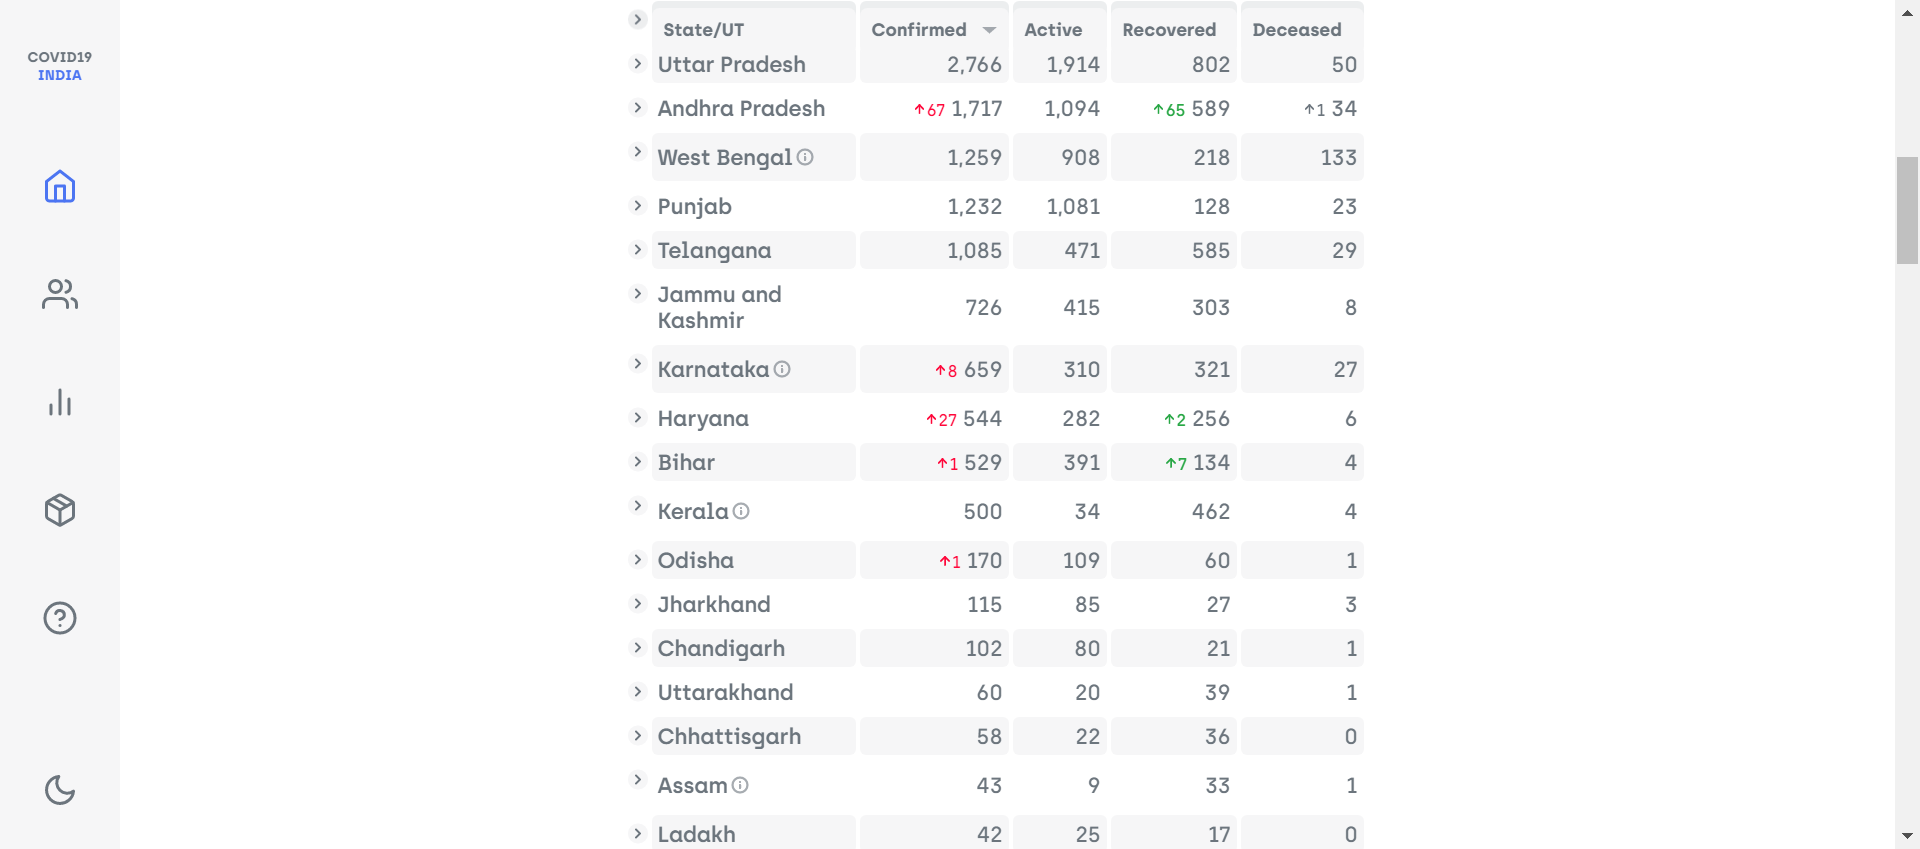 COVID19
INDIA
State/UT Confirmed Active Recovered Deceased
Uttar Pradesh 2,766 1,914 802 50
Andhra Pradesh ↑67 1,717 1,094 ↑65 589 ↑1 34
West Bengal 1,259 908 218 133
Punjab 1,232 1,081 128 23
Telangana 1,085 471 585 29
Jammu and
Kashmir 726 415 303 8
Karnataka ↑8 659 310 321 27
Haryana ↑27 544 282 ↑2 256 6
Bihar ↑1 529 391 ↑7 134 4
Kerala 500 34 462 4
Odisha ↑1 170 109 60 1
Jharkhand 115 85 27 3
Chandigarh 102 80 21 1
Uttarakhand 60 20 39 1
Chhattisgarh 58 22 36 0
Assam 43 9 33 1
Ladakh 42 25 17 0